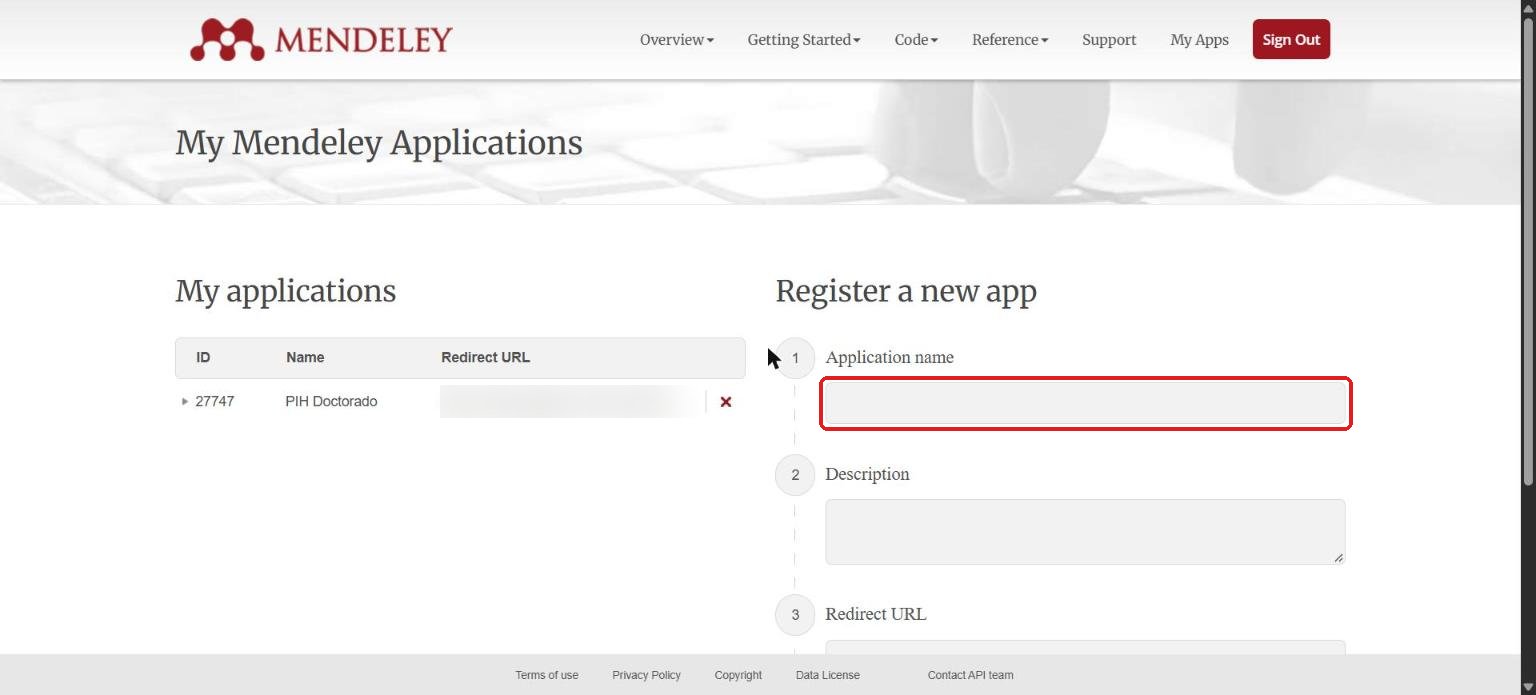 MENDELEY
Overview Getting Started Code Reference Support My Apps Sign Out
My Mendeley Applications
My applications
ID Name Redirect URL
27747 PIH Doctorado
Register a new app
1 Application name
2 Description
3 Redirect URL
Terms of use Privacy Policy Copyright Data License Contact API team